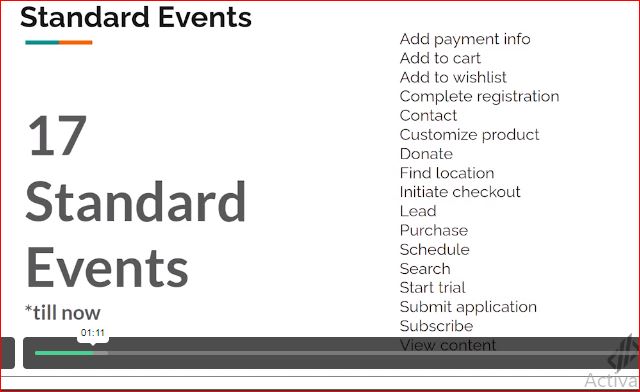 Standard Events
17
Standard
Events
*till now
Add payment info
Add to cart
Add to wishlist
Complete registration
Contact
Customize product
Donate
Find location
Initiate checkout
Lead
Purchase
Schedule
Search
Start trial
Submit application
Subscribe
View content
01:11
Activa